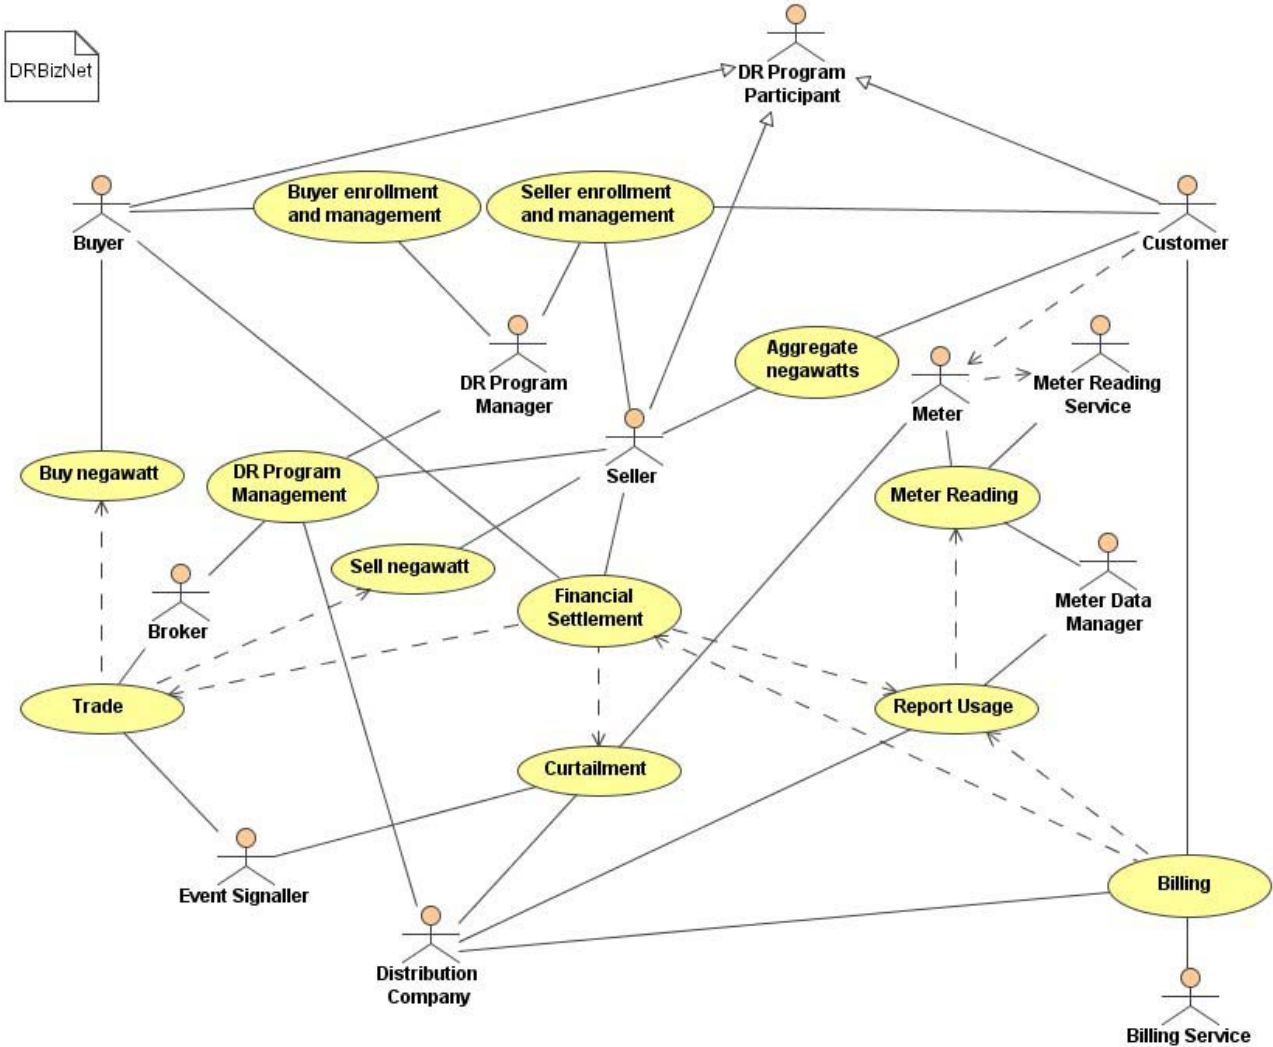 DRBizNet
DR Program
Participant
Buyer enrollment
and management
Seller enrollment
and management
Buyer
Customer
DR Program
Manager
Aggregate
negawatts
Meter
Meter Reading
Service
Buy negawatt
DR Program
Management
Seller
Meter Reading
Sell negawatt
Financial
Settlement
Broker
Meter Data
Manager
Trade
Report Usage
Curtailment
Event Signaller
Billing
Distribution
Company
Billing Service